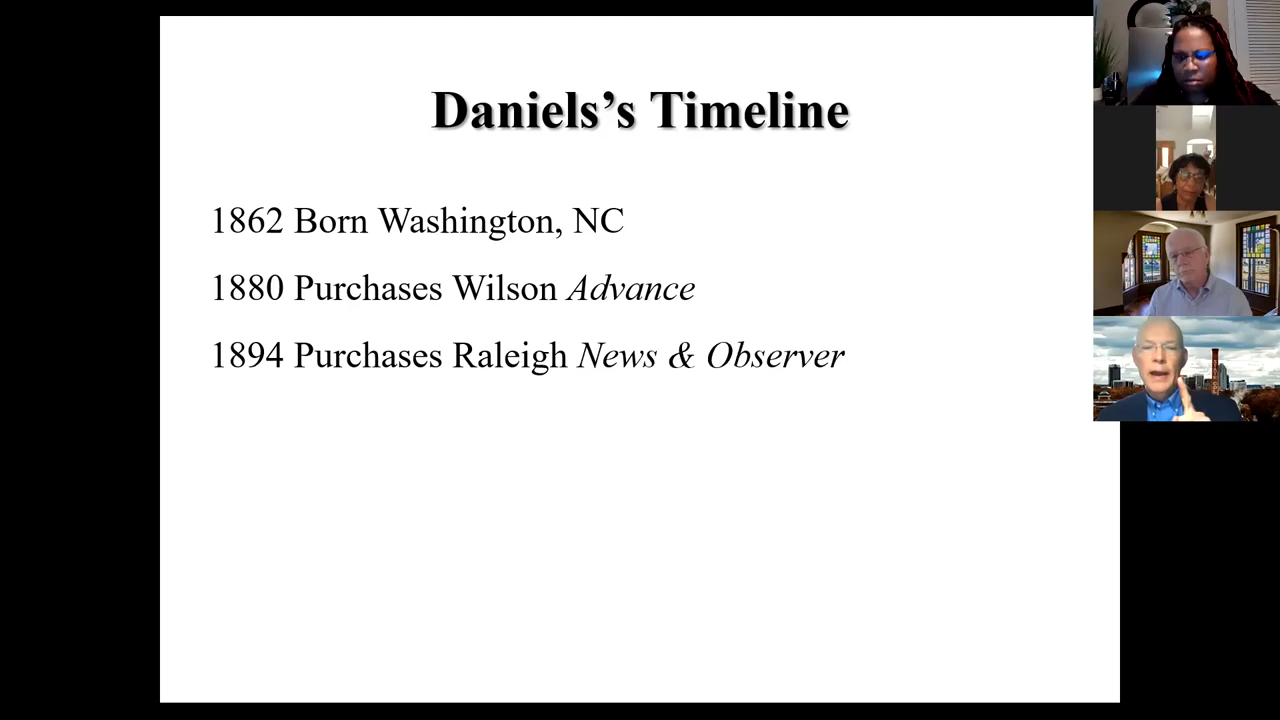 Daniels’s Timeline
1862 Born Washington, NC
1880 Purchases Wilson Advance
1894 Purchases Raleigh News & Observer